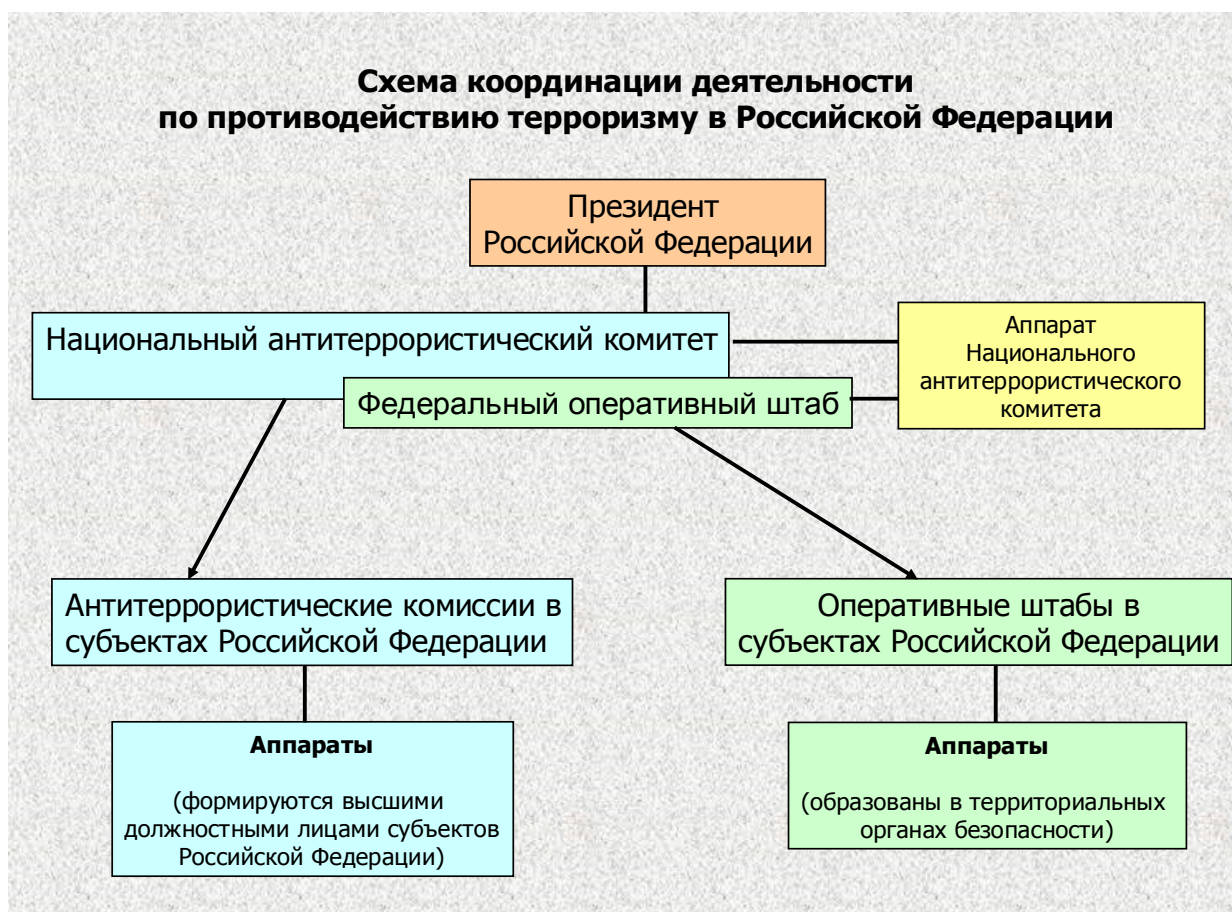 Схема координации деятельности
по противодействию терроризму в Российской Федерации
Президент
Российской Федерации
Национальный антитеррористический комитет
Федеральный оперативный штаб
Аппарат
Национального
антитеррористического
комитета
Антитеррористические комиссии в
субъектах Российской Федерации
Оперативные штабы в
субъектах Российской Федерации
Аппараты
(формируются высшими
должностными лицами субъектов
Российской Федерации)
Аппараты
(образованы в территориальных
органах безопасности)